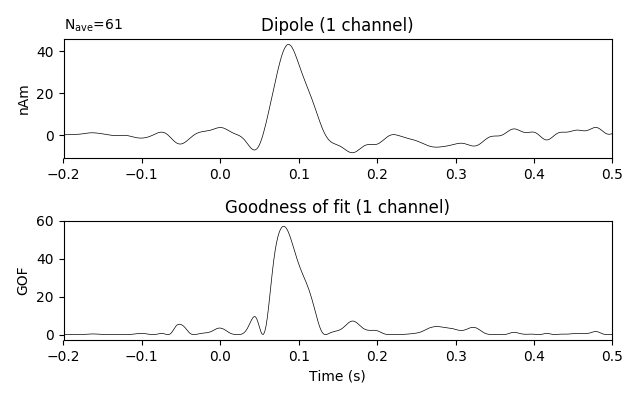 N_ave=61
Dipole (1 channel)
nAm
40
20
0
−0.2 −0.1 0.0 0.1 0.2 0.3 0.4 0.5
Goodness of fit (1 channel)
GOF
60
40
20
0
−0.2 −0.1 0.0 0.1 0.2 0.3 0.4 0.5
Time (s)